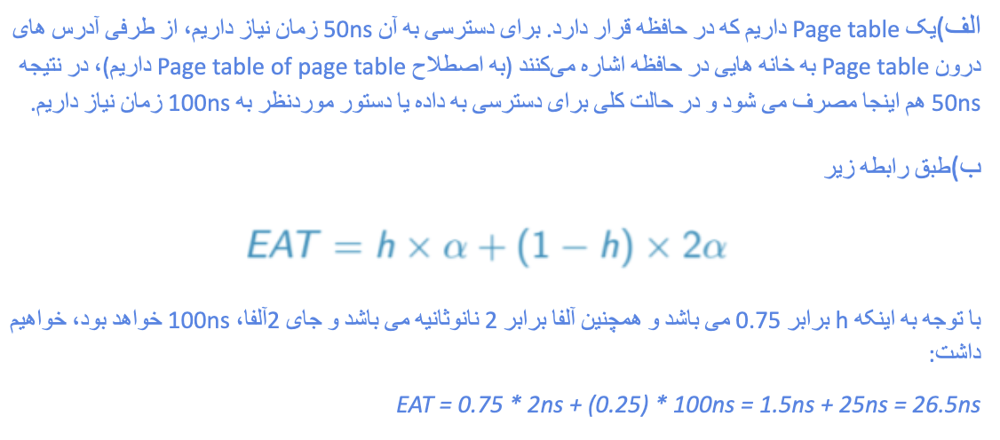 الف)یک Page table داریم که در حافظه قرار دارد. برای دسترسی به آن 50ns زمان نیاز داریم، از طرفی آدرس های
درون Page table به خانه هایی در حافظه اشاره می‌کنند (به اصطلاح Page table of page table داریم)، در نتیجه
50ns هم اینجا مصرف می شود و در حالت کلی برای دسترسی به داده یا دستور موردنظر به 100ns زمان نیاز داریم.
ب)طبق رابطه زیر
EAT = h × α + (1 − h) × 2α
با توجه به اینکه h برابر 0.75 می باشد و همچنین آلفا برابر 2 نانوثانیه می باشد و جای 2آلفا، 100ns خواهد بود، خواهیم
داشت:
EAT = 0.75 * 2ns + (0.25) * 100ns = 1.5ns + 25ns = 26.5ns